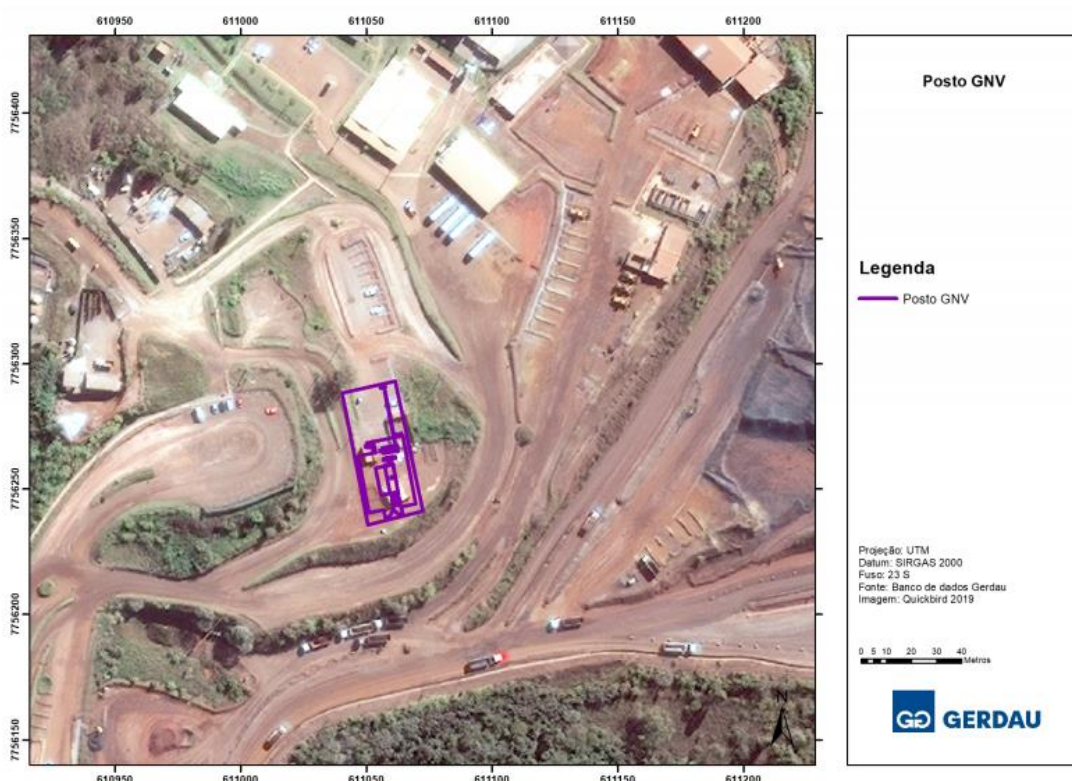 610950 611000 611050 611100 611150 611200
7756400
7756350
7756300
7756250
7756200
7756150
610950 611000 611050 611100 611150 611200
N
Posto GNV
Legenda
Posto GNV
Projeção: UTM
Datum: SIRGAS 2000
Fuso: 23 S
Fonte: Banco de dados Gerdau
Imagem: Quickbird 2019
0 5 10 20 30 40
Metros
GG GERDAU